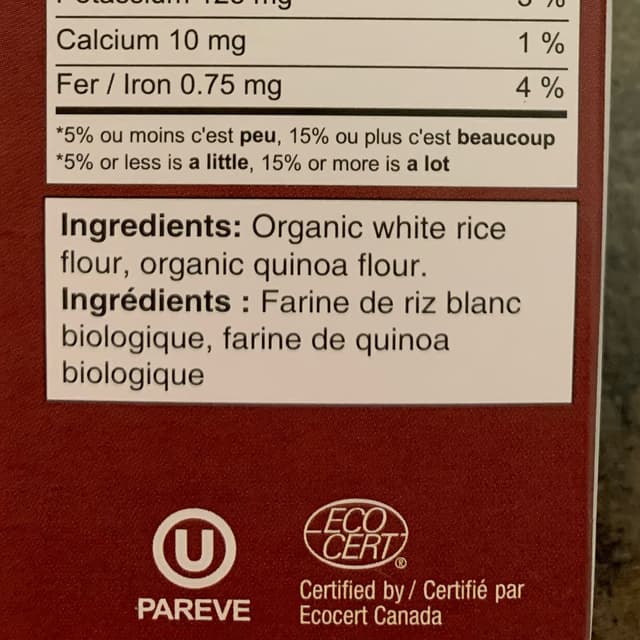 Calcium 10 mg 1 %
Fer / Iron 0.75 mg 4 %
*5% ou moins c'est peu, 15% ou plus c'est beaucoup
*5% or less is a little, 15% or more is a lot
Ingredients: Organic white rice
flour, organic quinoa flour.
Ingrédients : Farine de riz blanc
biologique, farine de quinoa
biologique
U
PAREVE
ECO
CERT
®
Certified by / Certifié par
Ecocert Canada